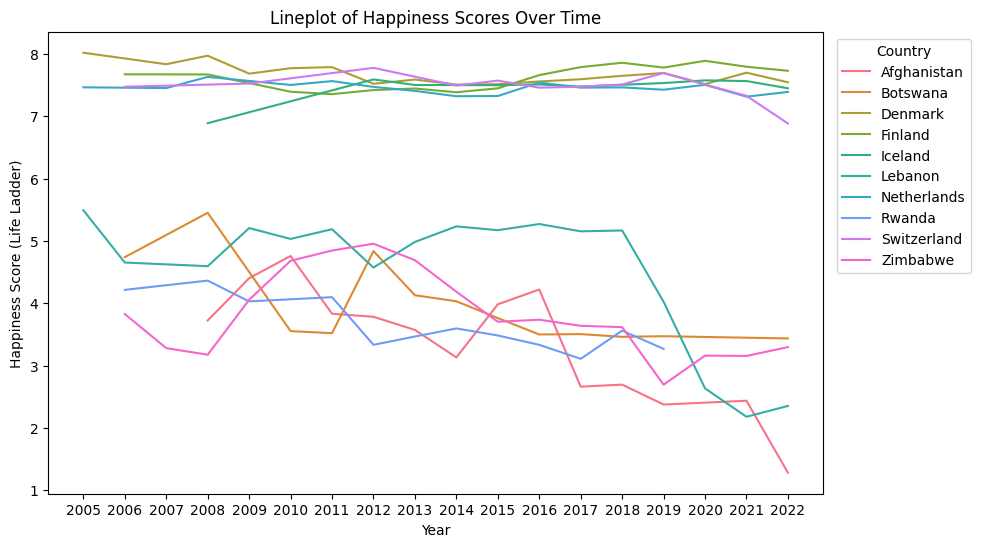 Lineplot of Happiness Scores Over Time
Happiness Score (Life Ladder)
8
7
6
5
4
3
2
1
2005 2006 2007 2008 2009 2010 2011 2012 2013 2014 2015 2016 2017 2018 2019 2020 2021 2022
Year
Country
Afghanistan
Botswana
Denmark
Finland
Iceland
Lebanon
Netherlands
Rwanda
Switzerland
Zimbabwe